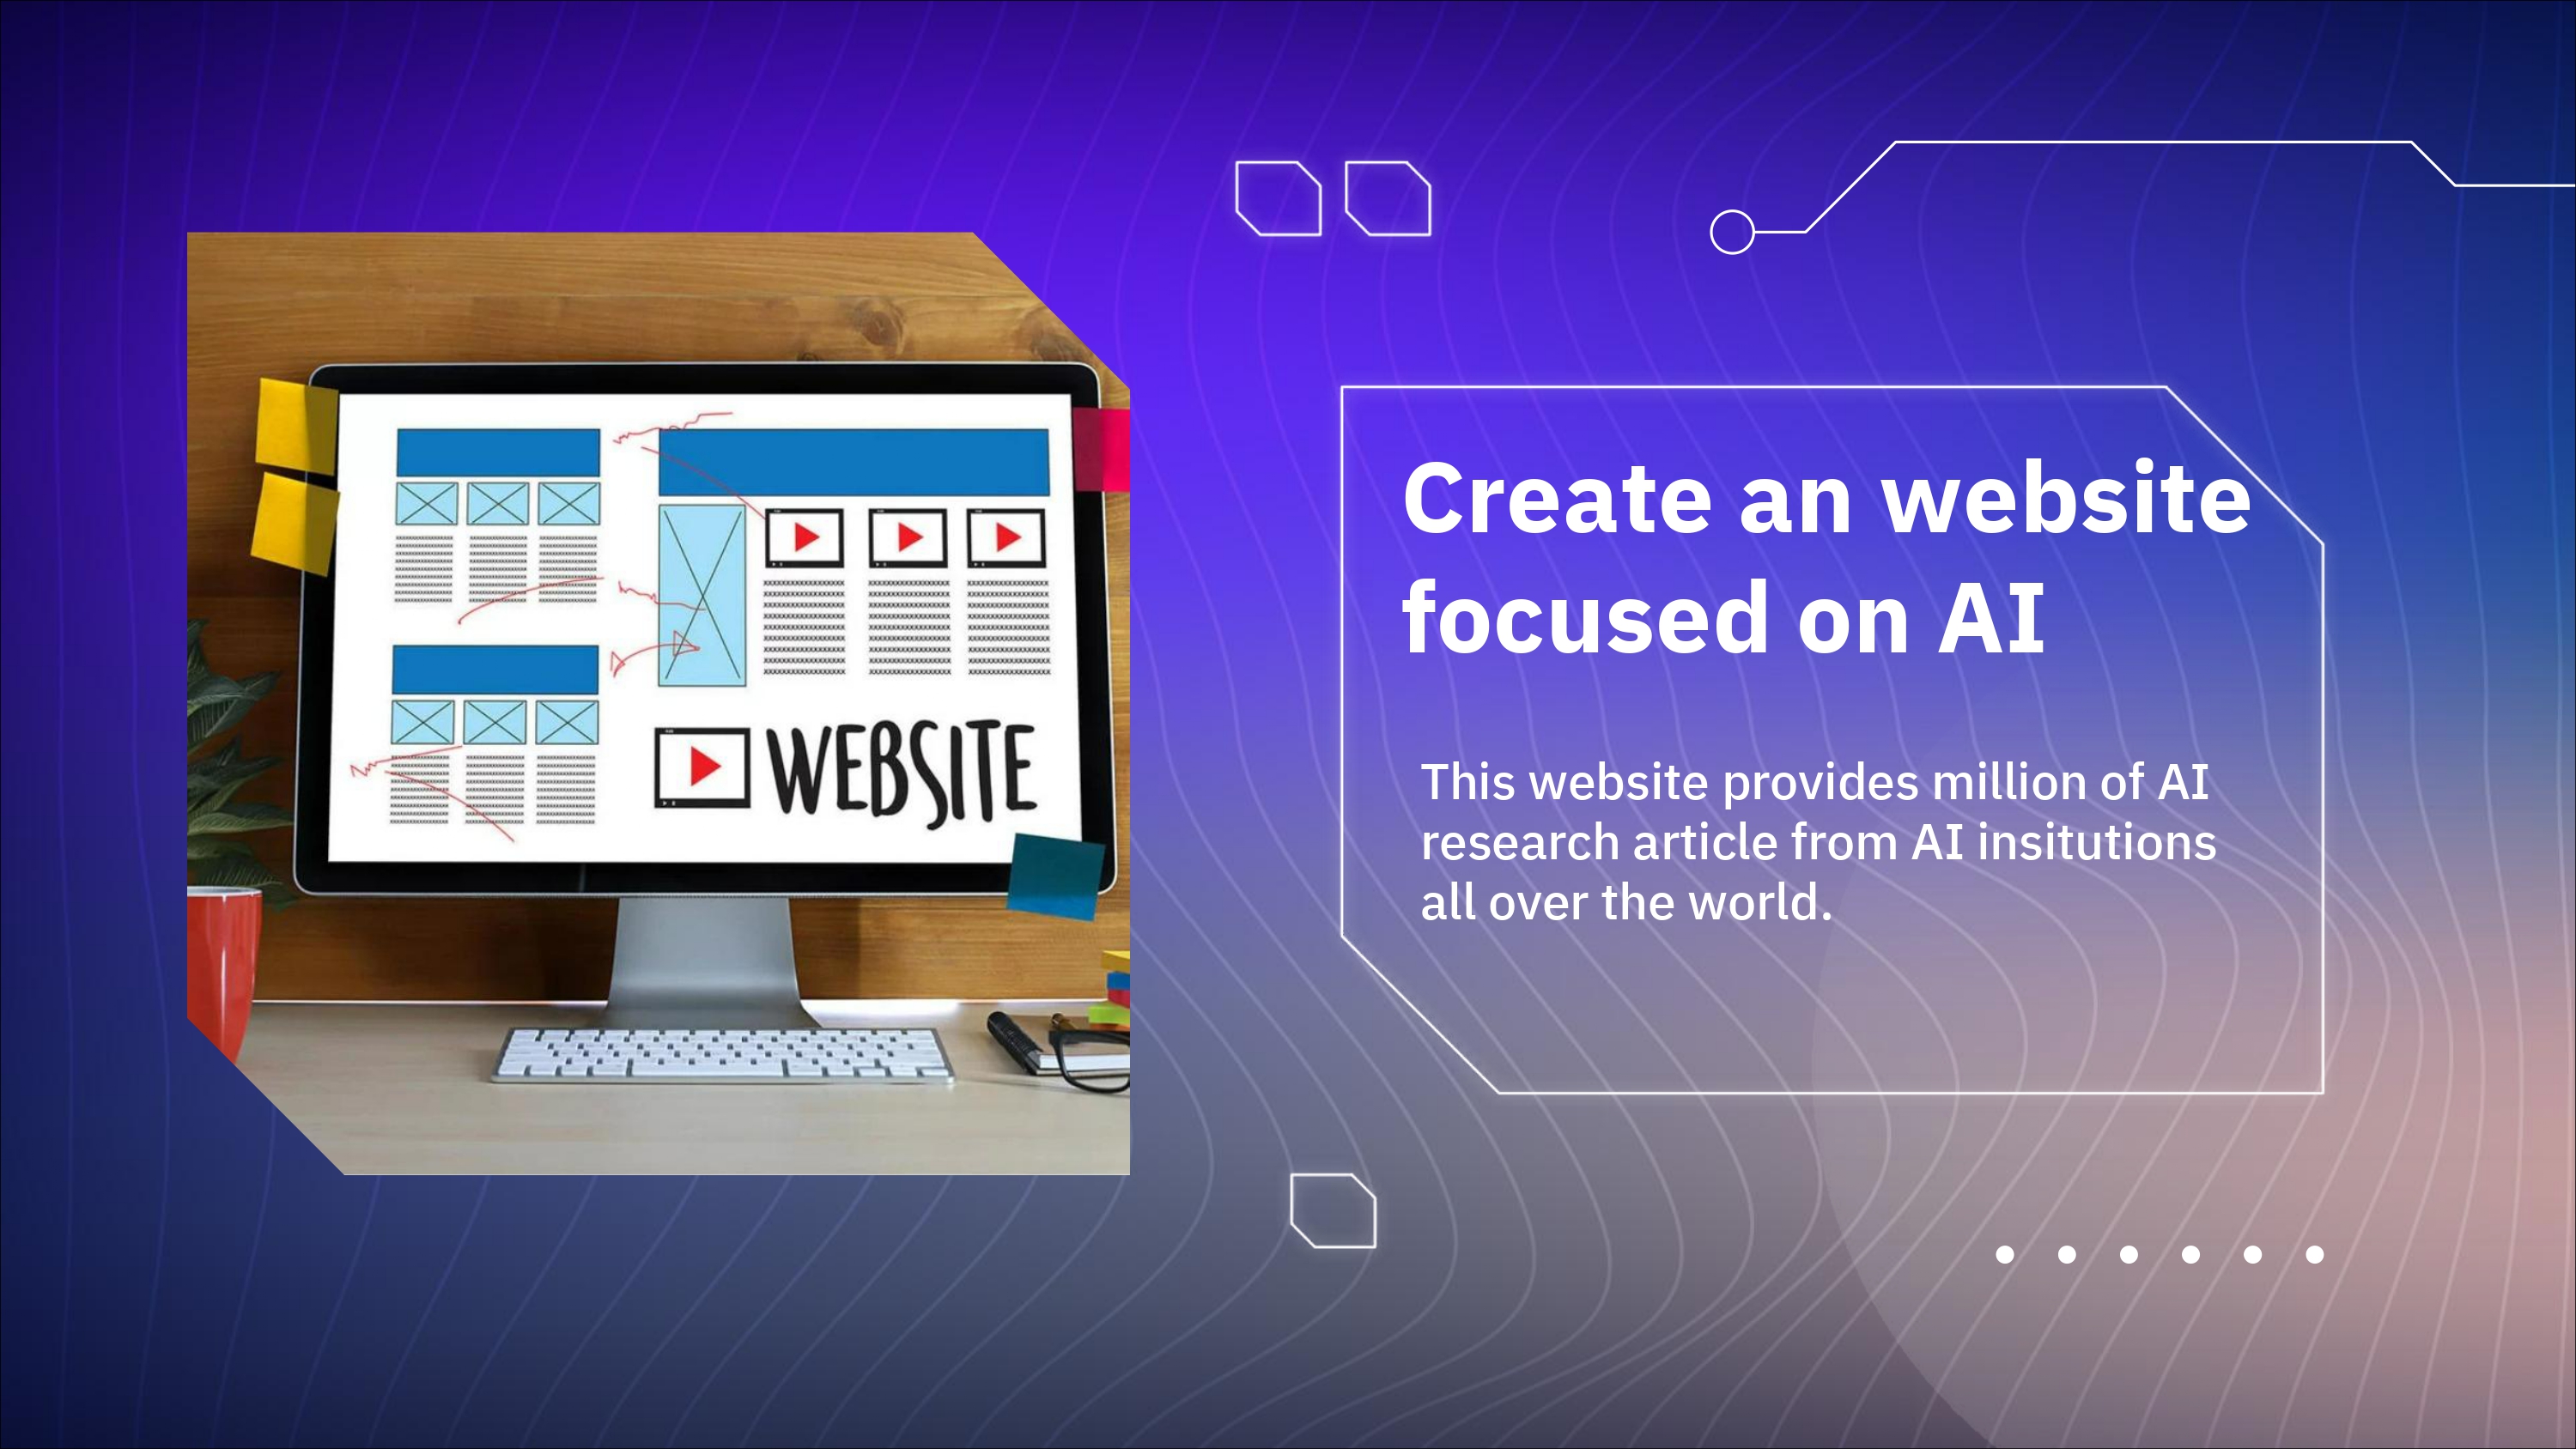 WEBSITE
Create an website
focused on AI
This website provides million of AI
research article from AI insitutions
all over the world.